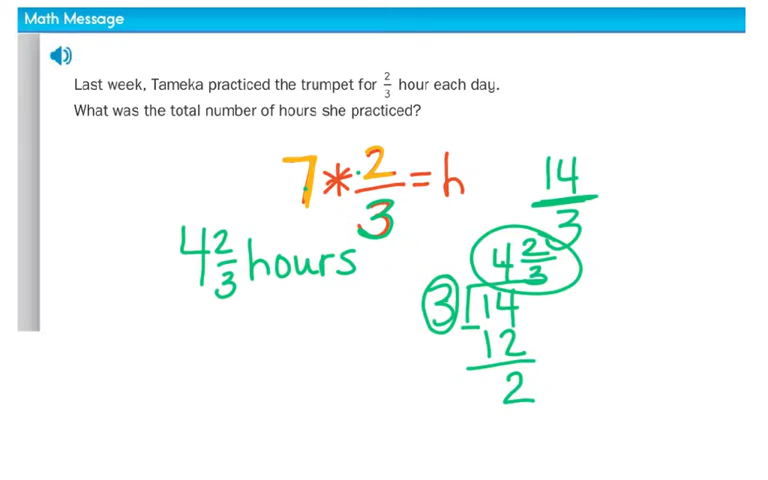 Math Message
Last week, Tameka practiced the trumpet for 2/3 hour each day.
What was the total number of hours she practiced?
7 * 2/3 = h
14/3
4 2/3 hours
4 2/3
3 14
- 12
2